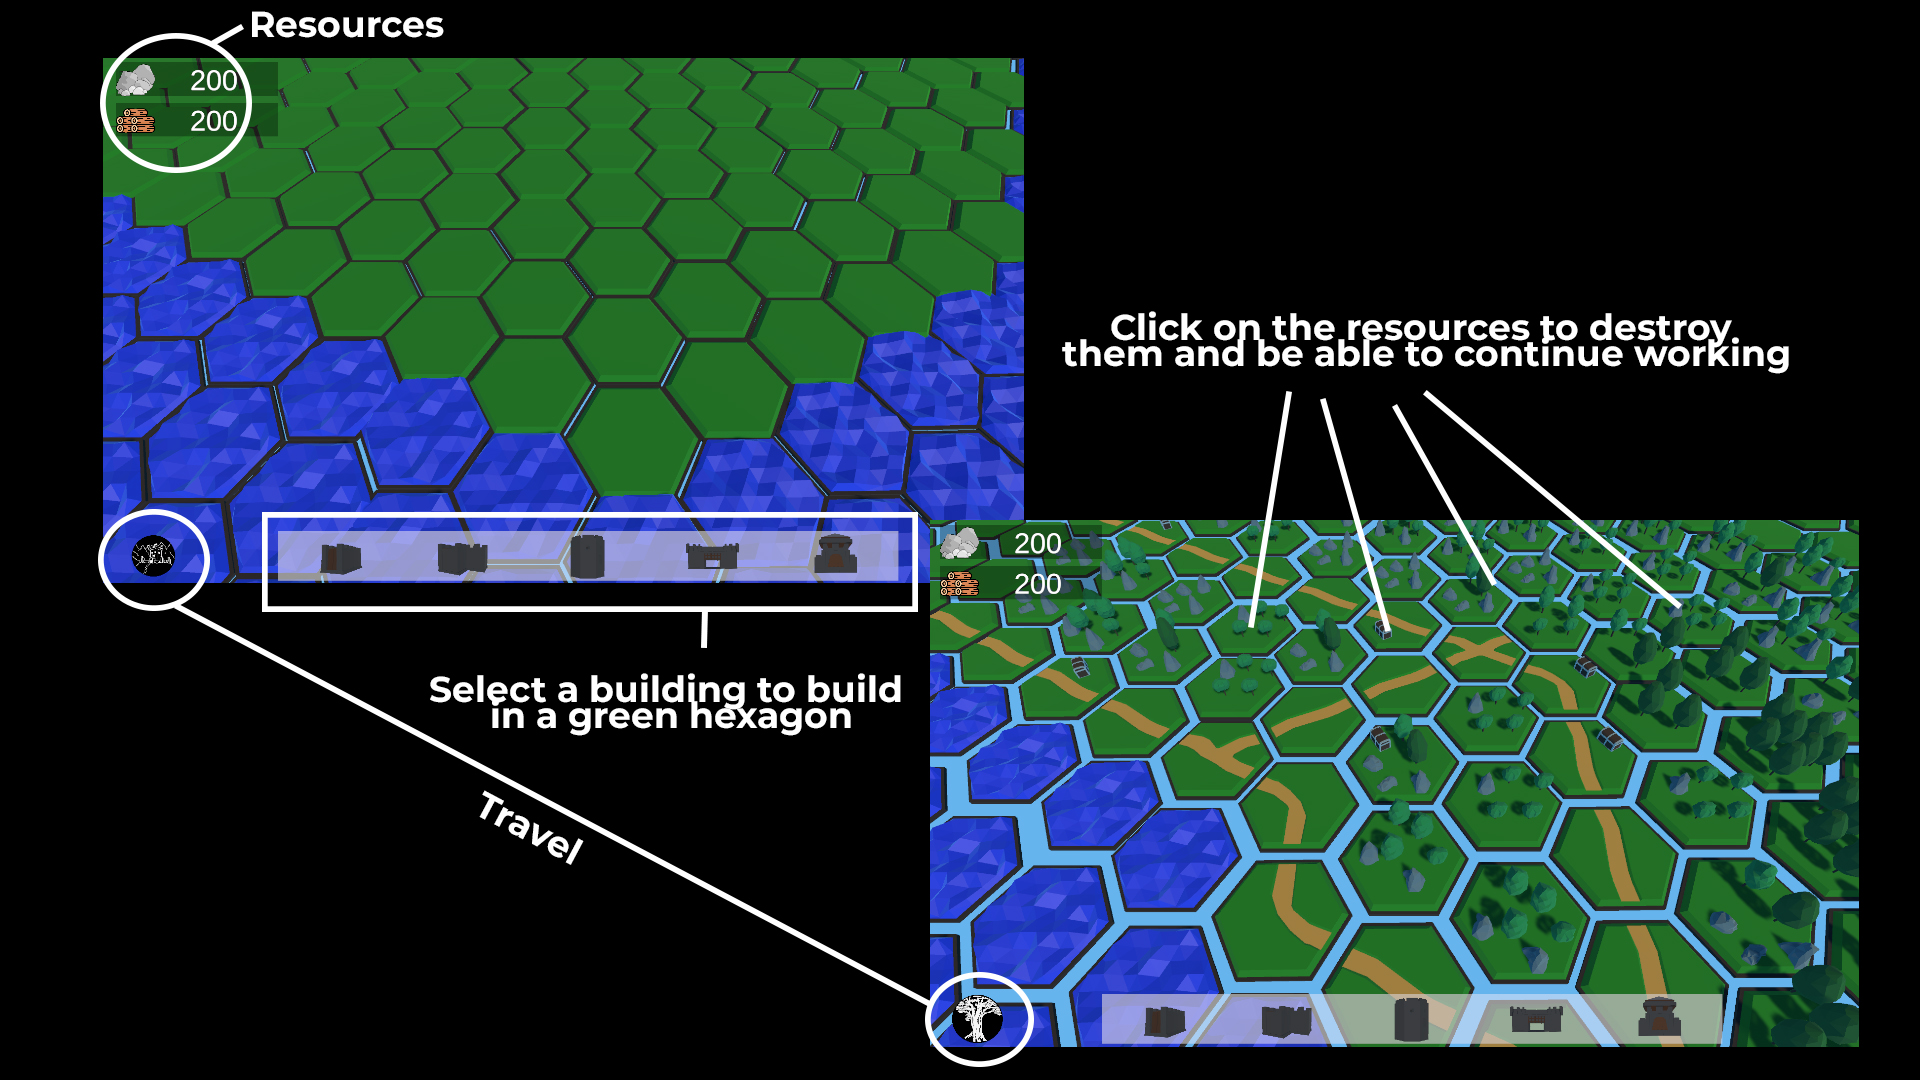 Resources
200
200
Click on the resources to destroy
them and be able to continue working
200
200
Select a building to build
in a green hexagon
Travel